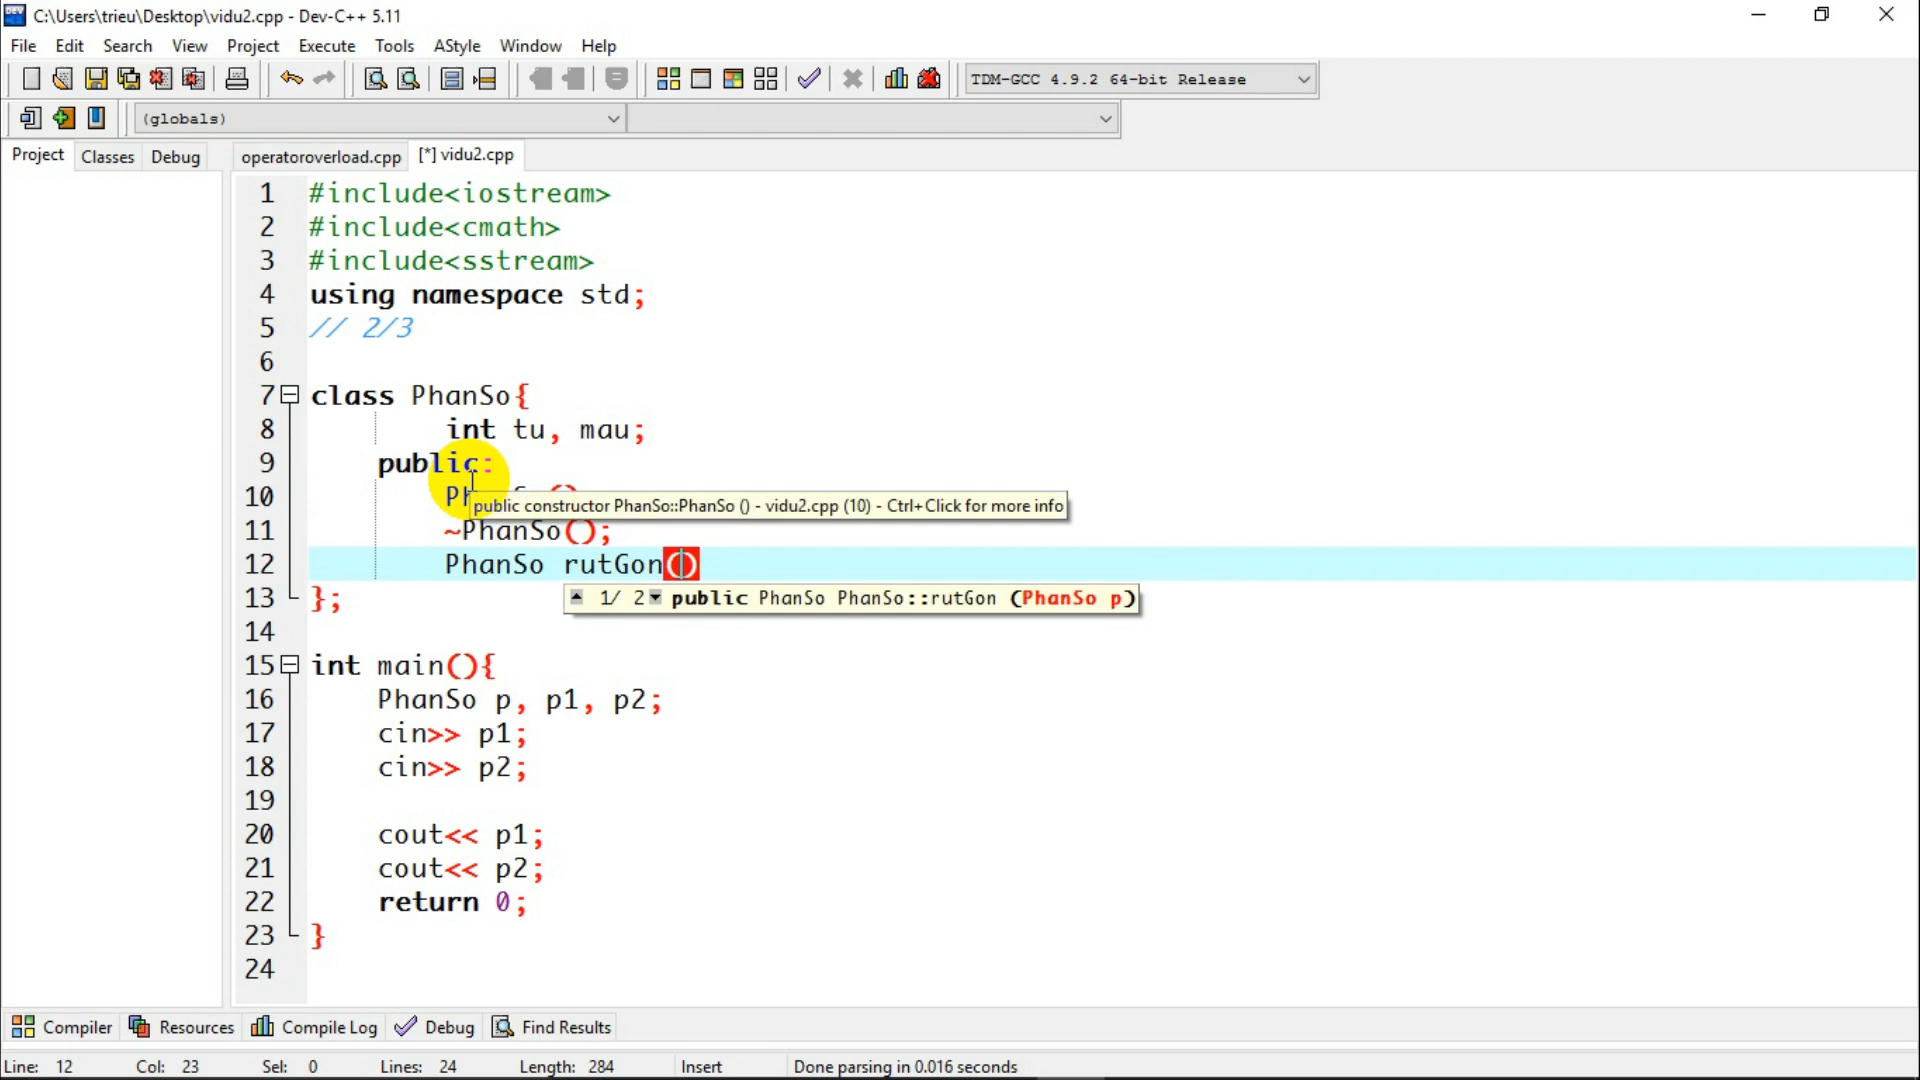 C:\Users\trieu\Desktop\vidu2.cpp - Dev-C++ 5.11
File Edit Search View Project Execute Tools AStyle Window Help
TDM-GCC 4.9.2 64-bit Release
(globals)
Project Classes Debug operatoroverload.cpp [*] vidu2.cpp
1 #include<iostream>
2 #include<cmath>
3 #include<sstream>
4 using namespace std;
5 // 2/3
6
7 class PhanSo{
8 int tu, mau;
9 public:
10
public constructor PhanSo::PhanSo () - vidu2.cpp (10) - Ctrl+Click for more info
11 ~PhanSo();
12 PhanSo rutGon()
13 };
1/ 2 public PhanSo PhanSo::rutGon (PhanSo p)
14
15 int main(){
16 PhanSo p, p1, p2;
17 cin>> p1;
18 cin>> p2;
19
20 cout<< p1;
21 cout<< p2;
22 return 0;
23 }
24
Compiler Resources Compile Log Debug Find Results
Line: 12 Col: 23 Sel: 0 Lines: 24 Length: 284 Insert Done parsing in 0.016 seconds